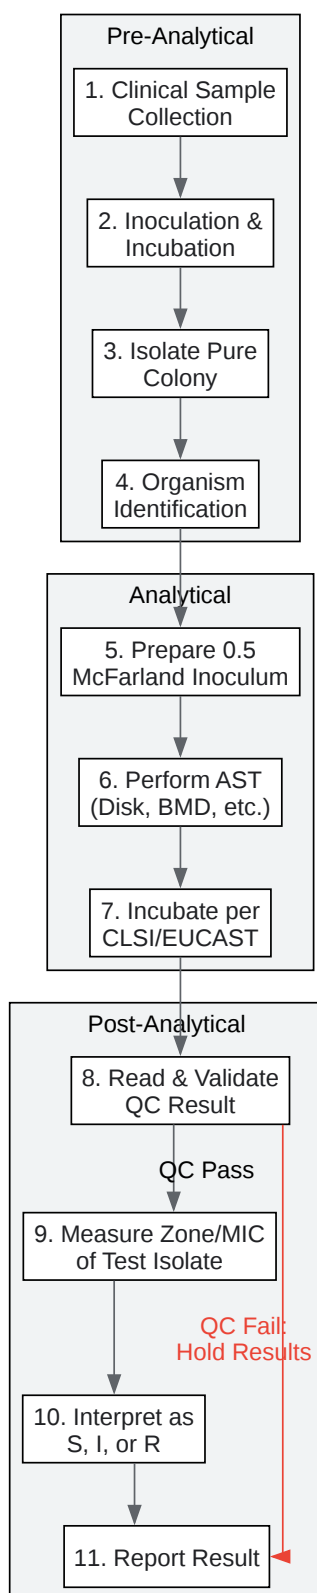 Pre-Analytical
1. Clinical Sample
Collection
2. Inoculation &
Incubation
3. Isolate Pure
Colony
4. Organism
Identification
Analytical
5. Prepare 0.5
McFarland Inoculum
6. Perform AST
(Disk, BMD, etc.)
7. Incubate per
CLSI/EUCAST
Post-Analytical
8. Read & Validate
QC Result
QC Pass
9. Measure Zone/MIC
of Test Isolate
QC Fail:
Hold Results
10. Interpret as
S, I, or R
11. Report Result